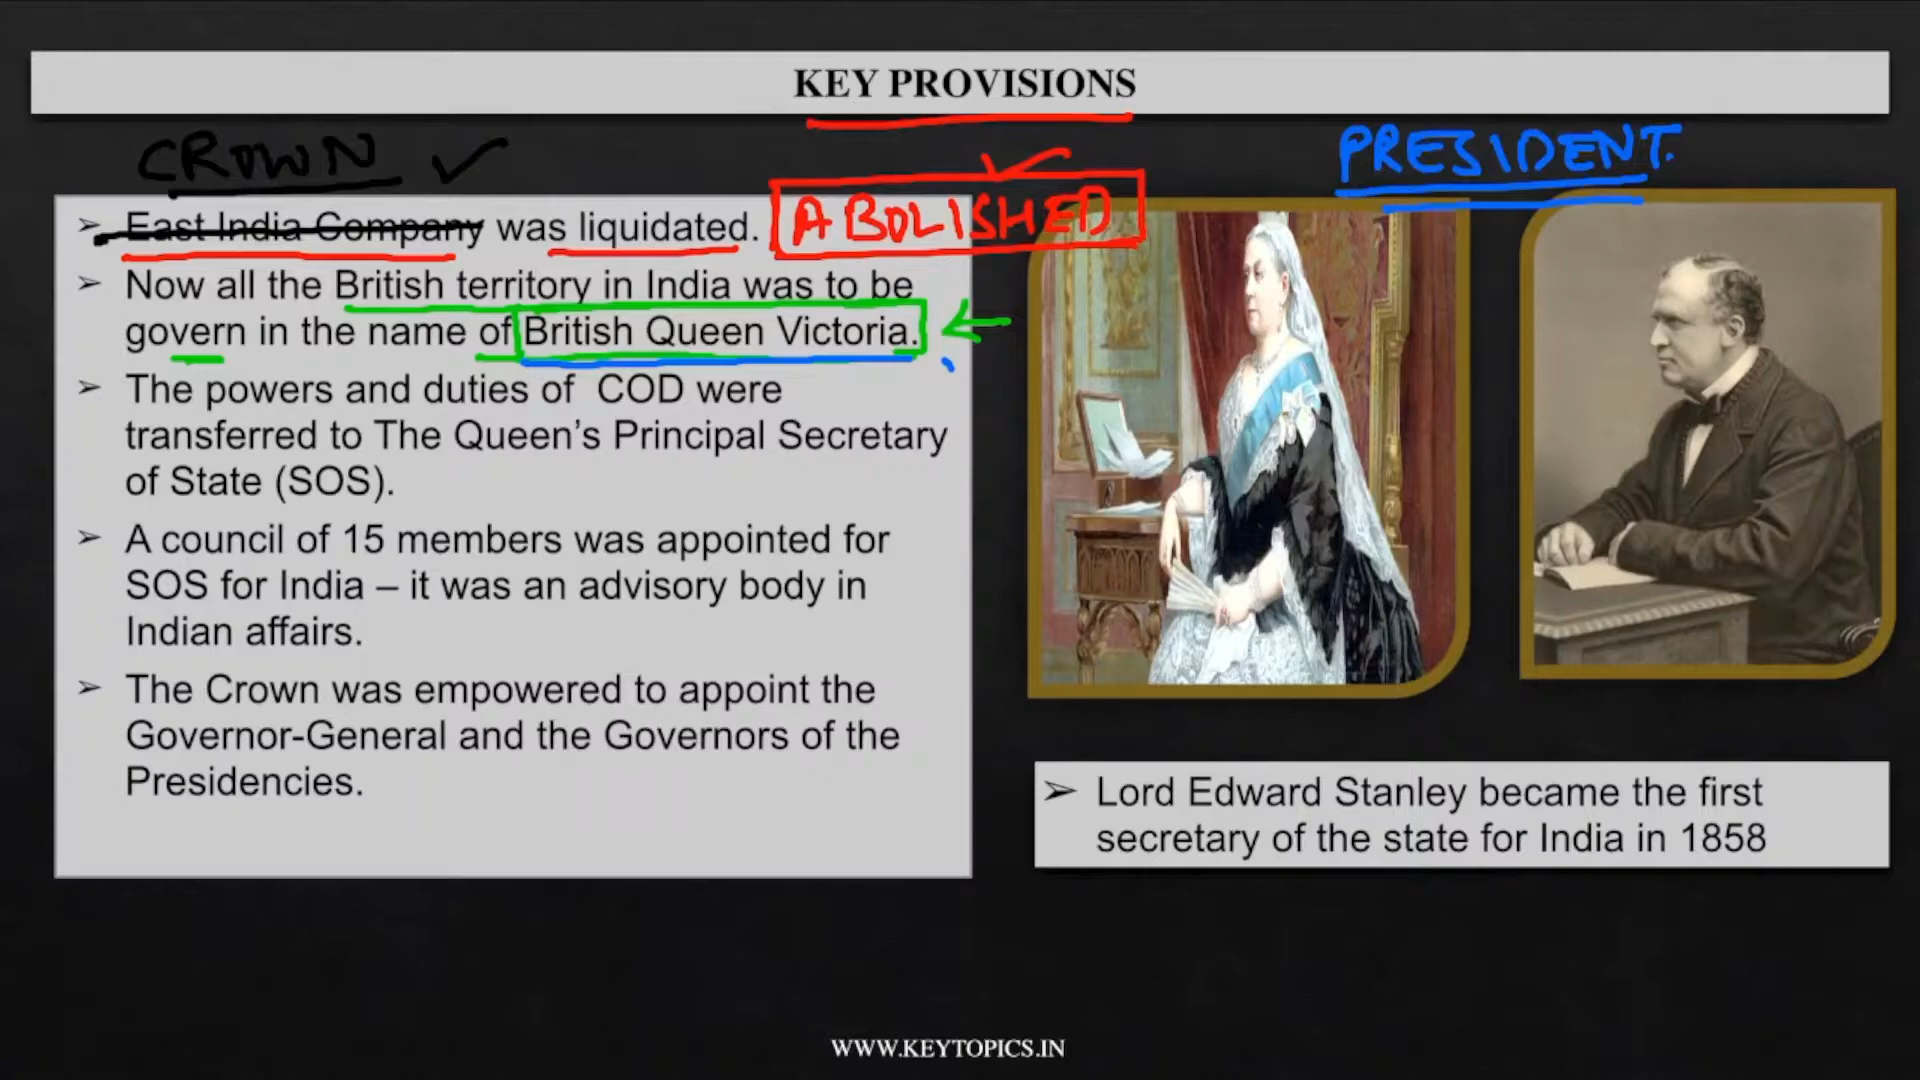 KEY PROVISIONS
CROWN
PRESIDENT.
➢ East India Company was liquidated.
ABOLISHED
➢ Now all the British territory in India was to be
govern in the name of British Queen Victoria.
➢ The powers and duties of COD were
transferred to The Queen’s Principal Secretary
of State (SOS).
➢ A council of 15 members was appointed for
SOS for India – it was an advisory body in
Indian affairs.
➢ The Crown was empowered to appoint the
Governor-General and the Governors of the
Presidencies.
➢ Lord Edward Stanley became the first
secretary of the state for India in 1858
WWW.KEYTOPICS.IN